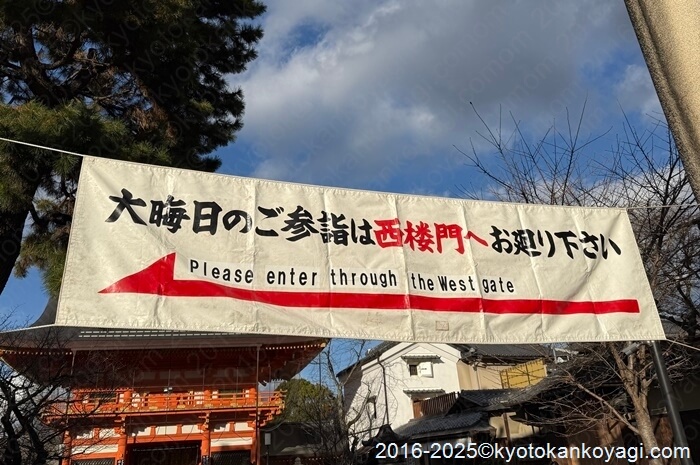 大晦日のご参詣は西楼門へお廻り下さい
Please enter through the West gate
2016-2025©kyotokankoyagi.com